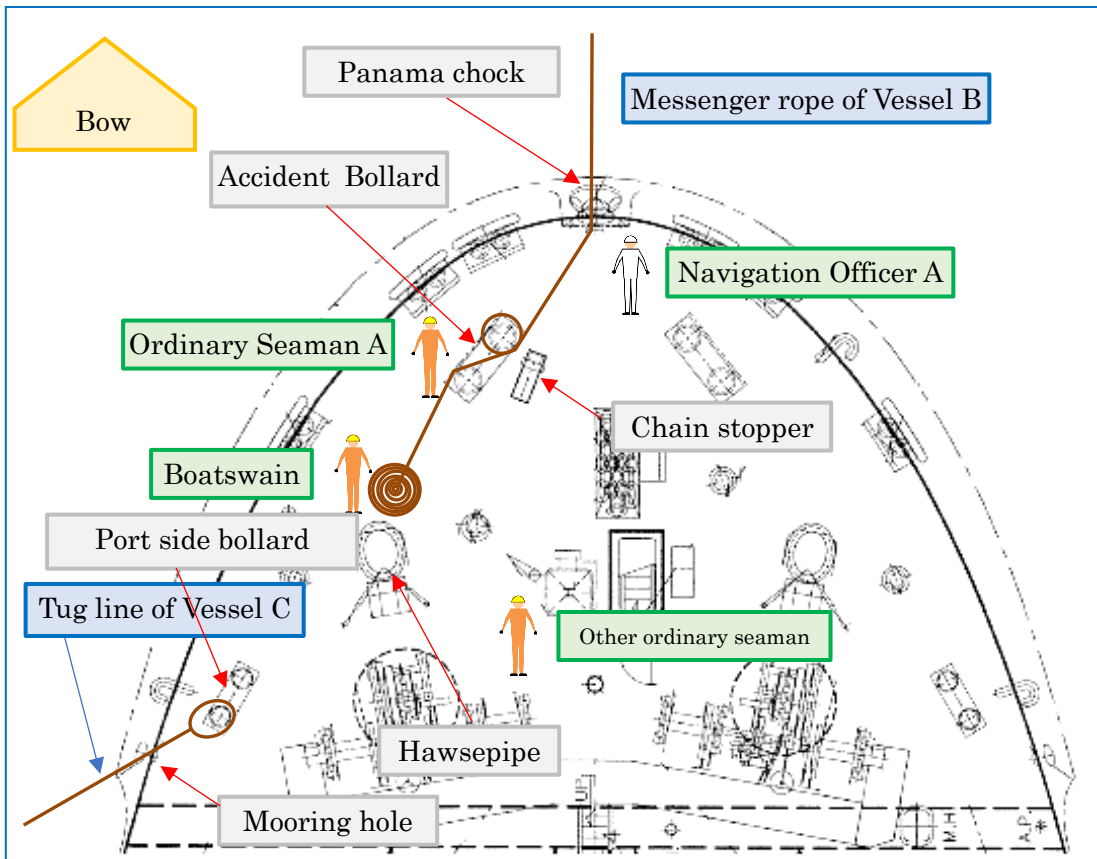 Panama chock
Bow
Messenger rope of Vessel B
Accident Bollard
Navigation Officer A
Ordinary Seaman A
Chain stopper
Boatswain
Port side bollard
Tug line of Vessel C
Other ordinary seaman
Hawsepipe
UP
Mooring hole
M.H.
A.P.